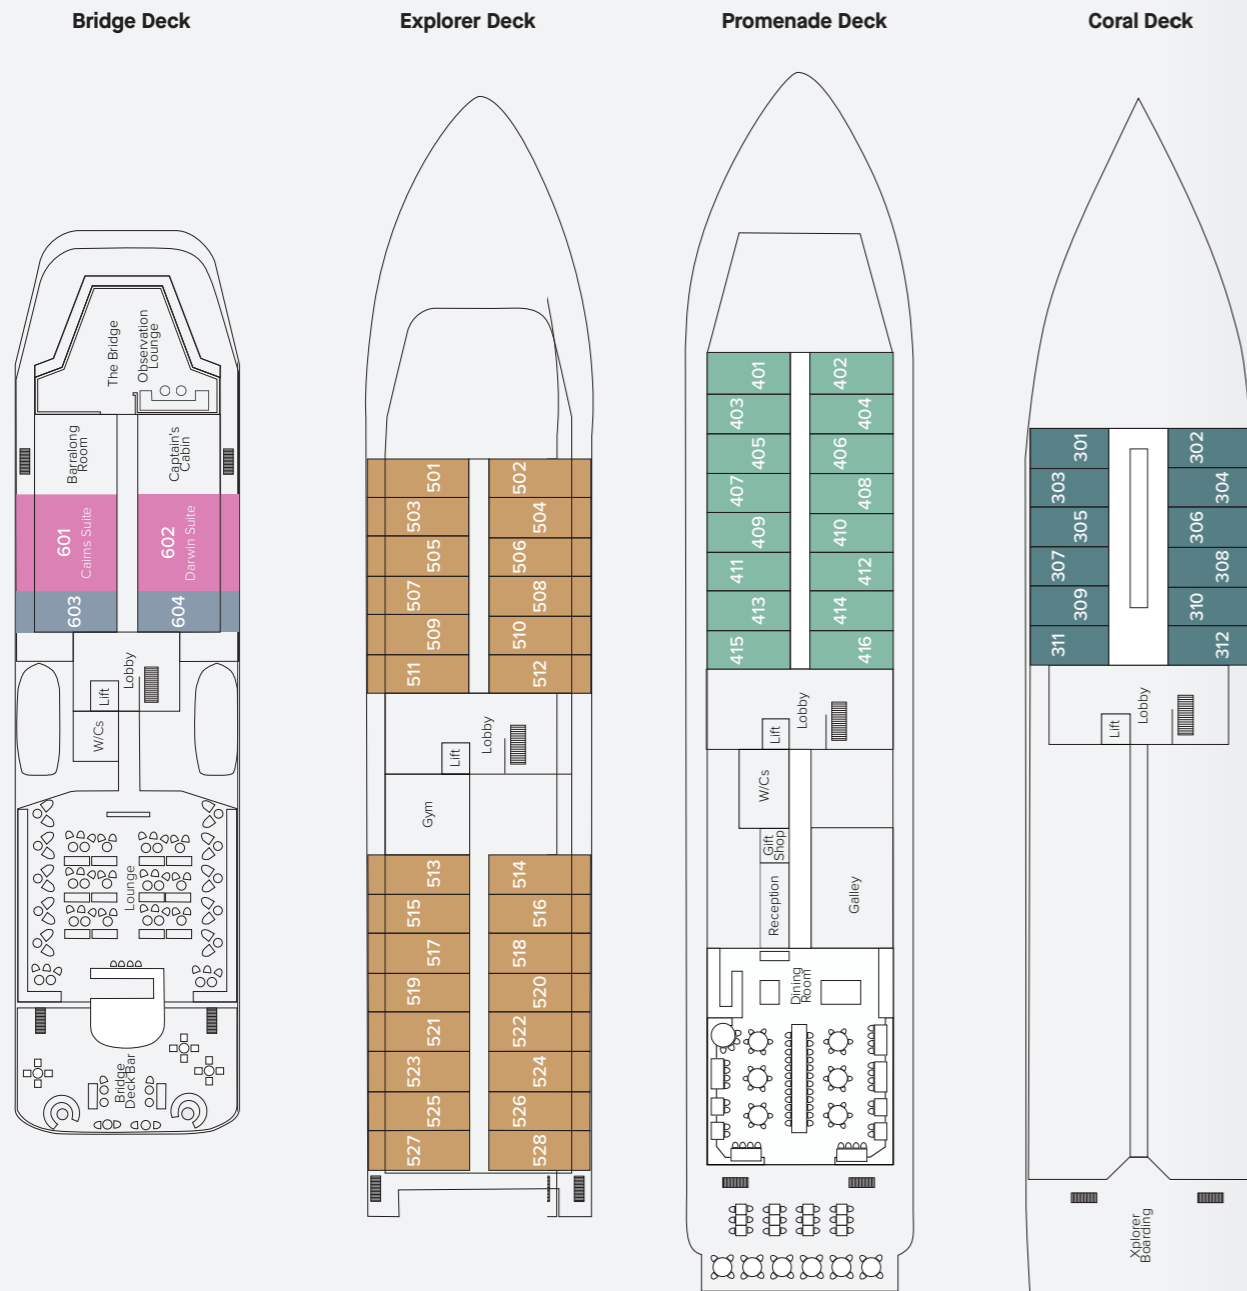 Bridge Deck
The Bridge
Observation
Lounge
Barralong
Room
Captain's
Cabin
601
Cairns Suite
602
Darwin Suite
603
604
Lobby
Lift
W/Cs
Lounge
Bridge
Deck Bar
Explorer Deck
501
502
503
504
505
506
507
508
509
510
511
512
Lobby
Lift
Gym
513
514
515
516
517
518
519
520
521
522
523
524
525
526
527
528
Promenade Deck
401
402
403
404
405
406
407
408
409
410
411
412
413
414
415
416
Lobby
Lift
W/Cs
Gift
Shop
Reception
Galley
Dining
Room
Coral Deck
301
302
303
304
305
306
307
308
309
310
311
312
Lobby
Lift
Xplorer
Boarding